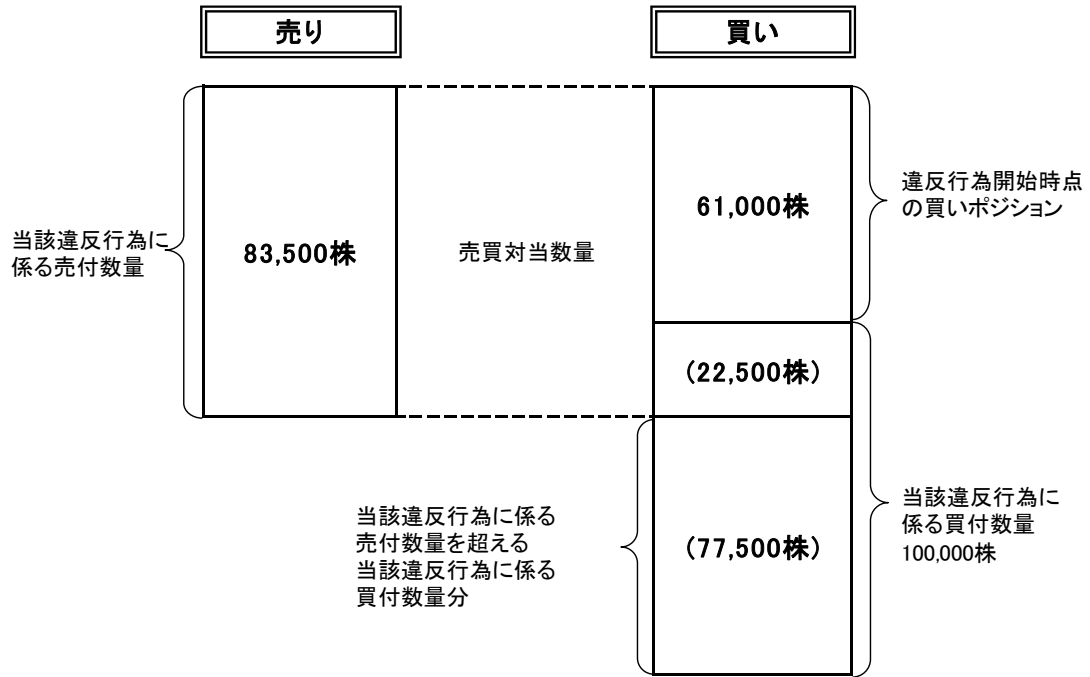 売り
買い
当該違反行為に
係る売付数量
83,500株
売買対当数量
61,000株
違反行為開始時点
の買いポジション
(22,500株)
当該違反行為に係る
売付数量を超える
当該違反行為に係る
買付数量分
(77,500株)
当該違反行為に
係る買付数量
100,000株